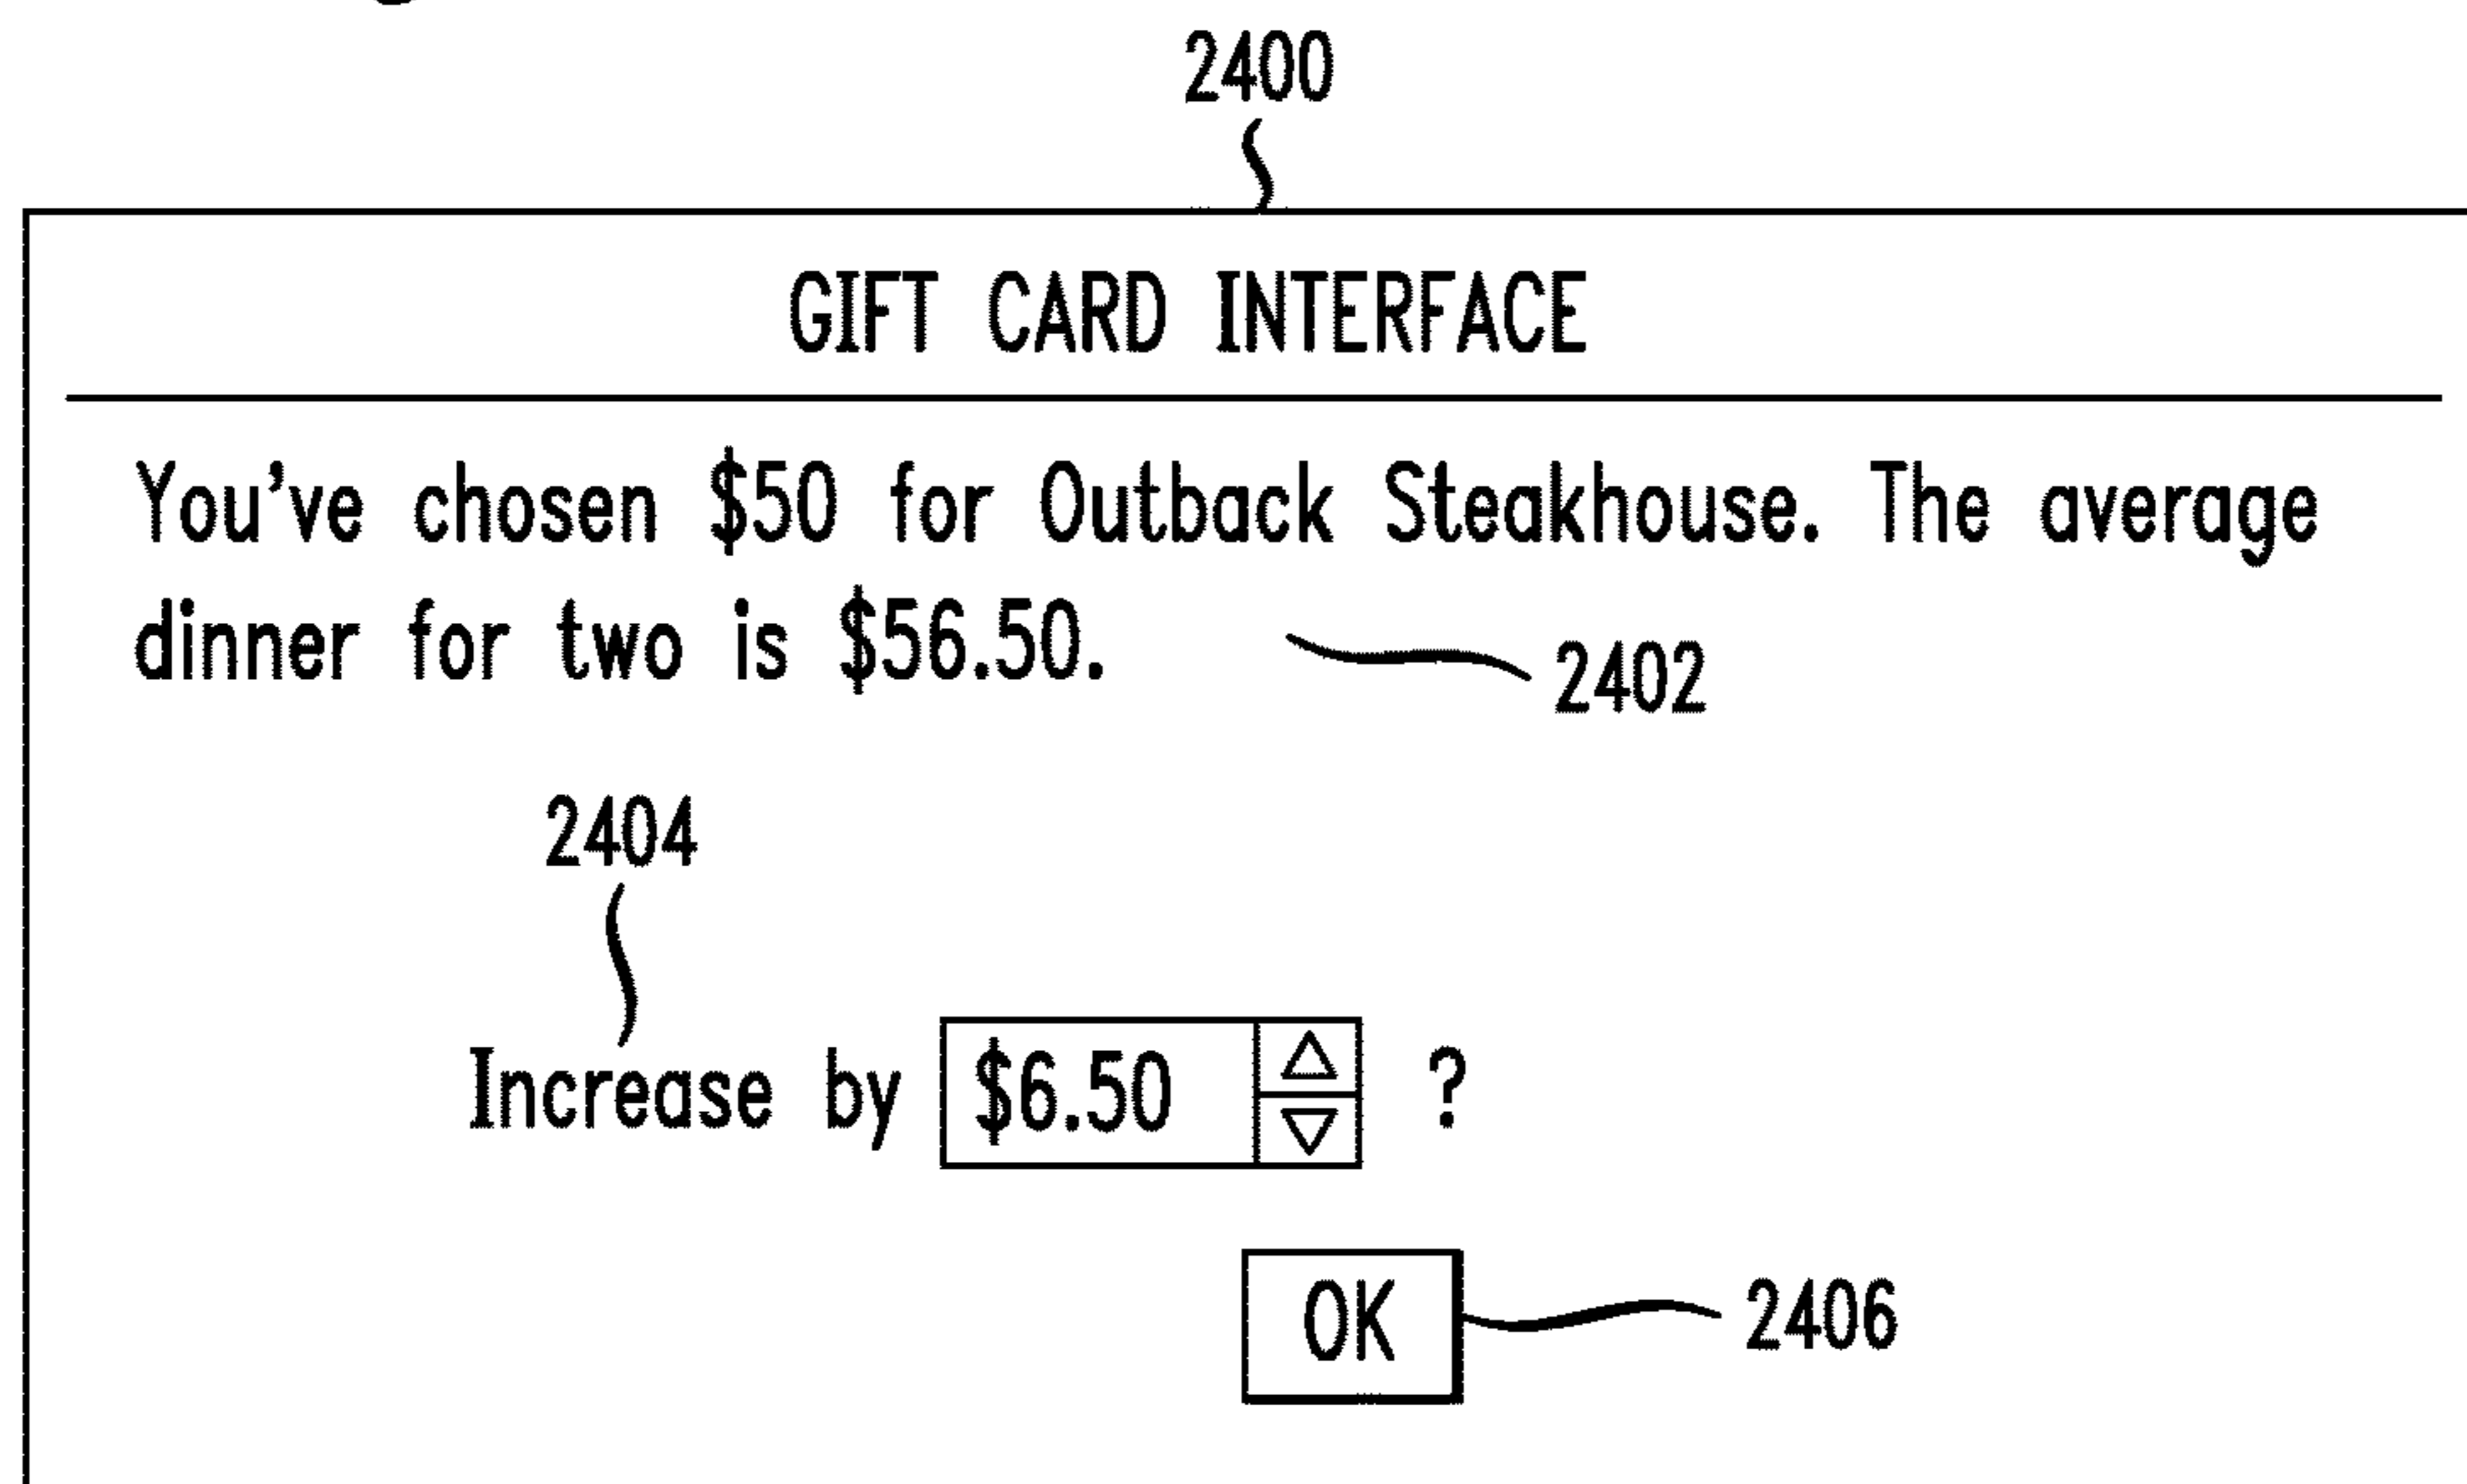 2400
GIFT CARD INTERFACE
You've chosen $50 for Outback Steakhouse. The average
dinner for two is $56.50.
2402
2404
Increase by $6.50 ?
OK 2406